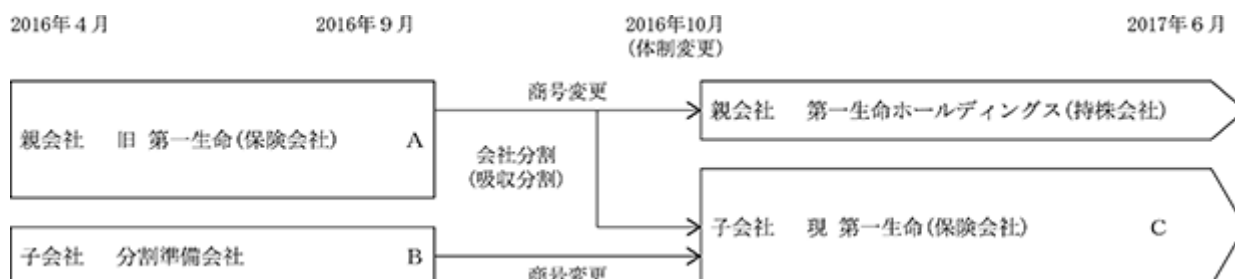 2016年4月 2016年9月 2016年10月 2017年6月
(体制変更)
商号変更
親会社 旧 第一生命(保険会社) A
親会社 第一生命ホールディングス(持株会社)
会社分割
(吸収分割)
子会社 現 第一生命(保険会社) C
子会社 分割準備会社 B
商号変更